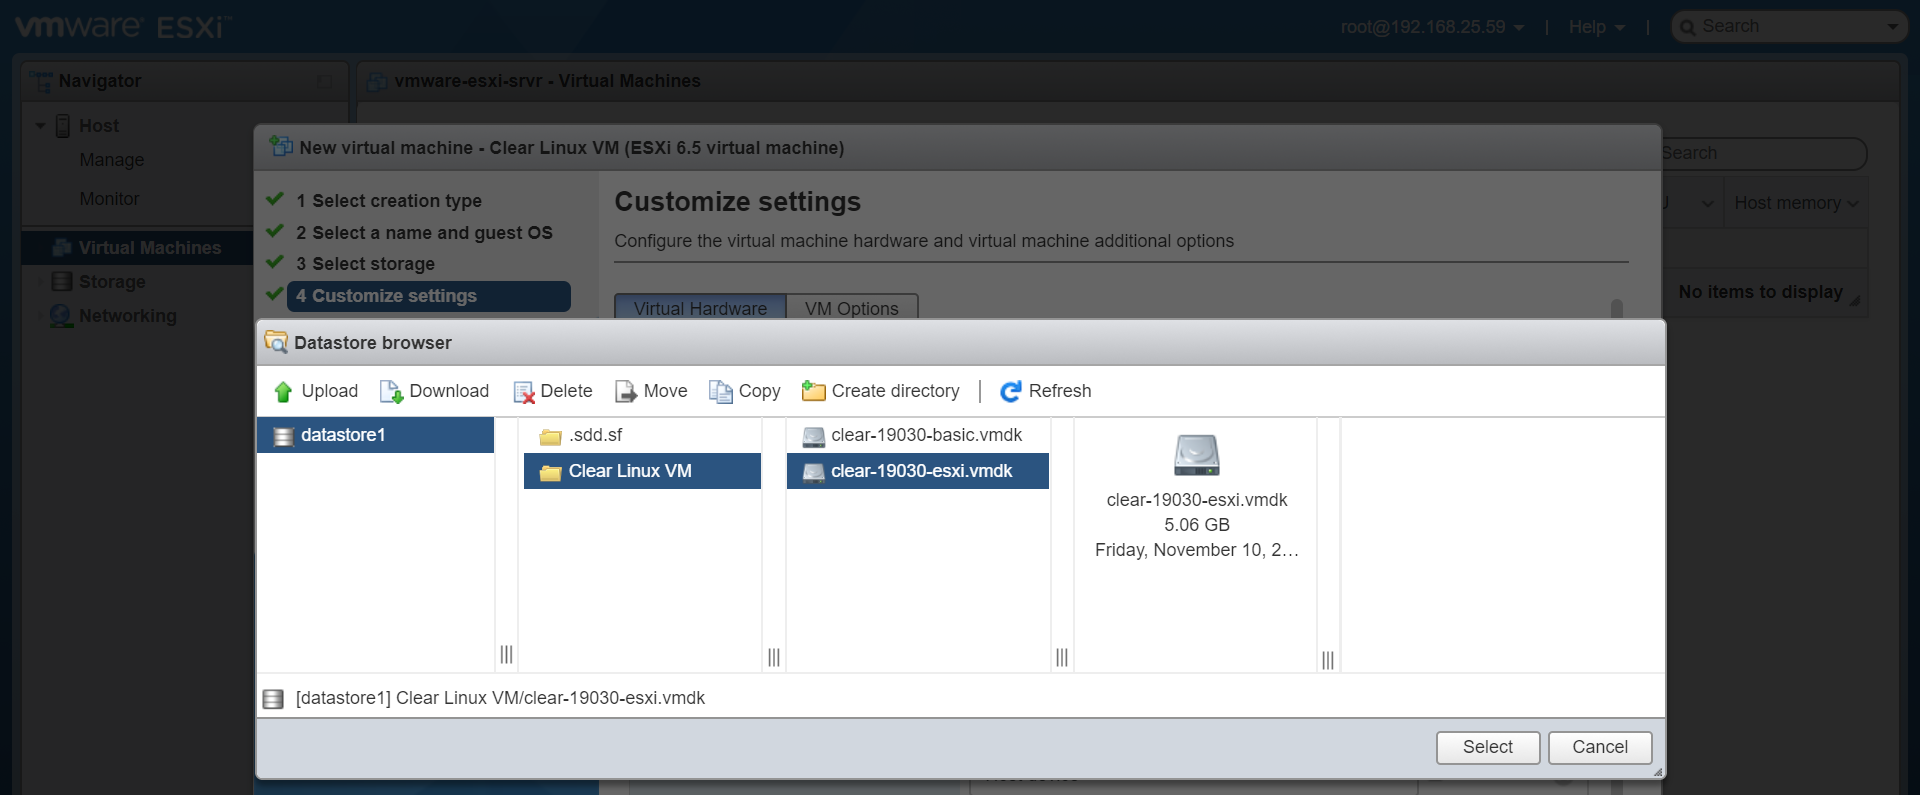 vmware ESXi™
root@192.168.25.59 | Help | Search
Navigator
vmware-esxi-srvr - Virtual Machines
Host
Manage
Monitor
Virtual Machines
Storage
Networking
Search
Host memory
No items to display
New virtual machine - Clear Linux VM (ESXi 6.5 virtual machine)
1 Select creation type
2 Select a name and guest OS
3 Select storage
4 Customize settings
Customize settings
Configure the virtual machine hardware and virtual machine additional options
Virtual Hardware VM Options
Datastore browser
Upload Download Delete Move Copy Create directory | Refresh
datastore1
.sdd.sf
Clear Linux VM
clear-19030-basic.vmdk
clear-19030-esxi.vmdk
clear-19030-esxi.vmdk
5.06 GB
Friday, November 10, 2…
[datastore1] Clear Linux VM/clear-19030-esxi.vmdk
Select Cancel